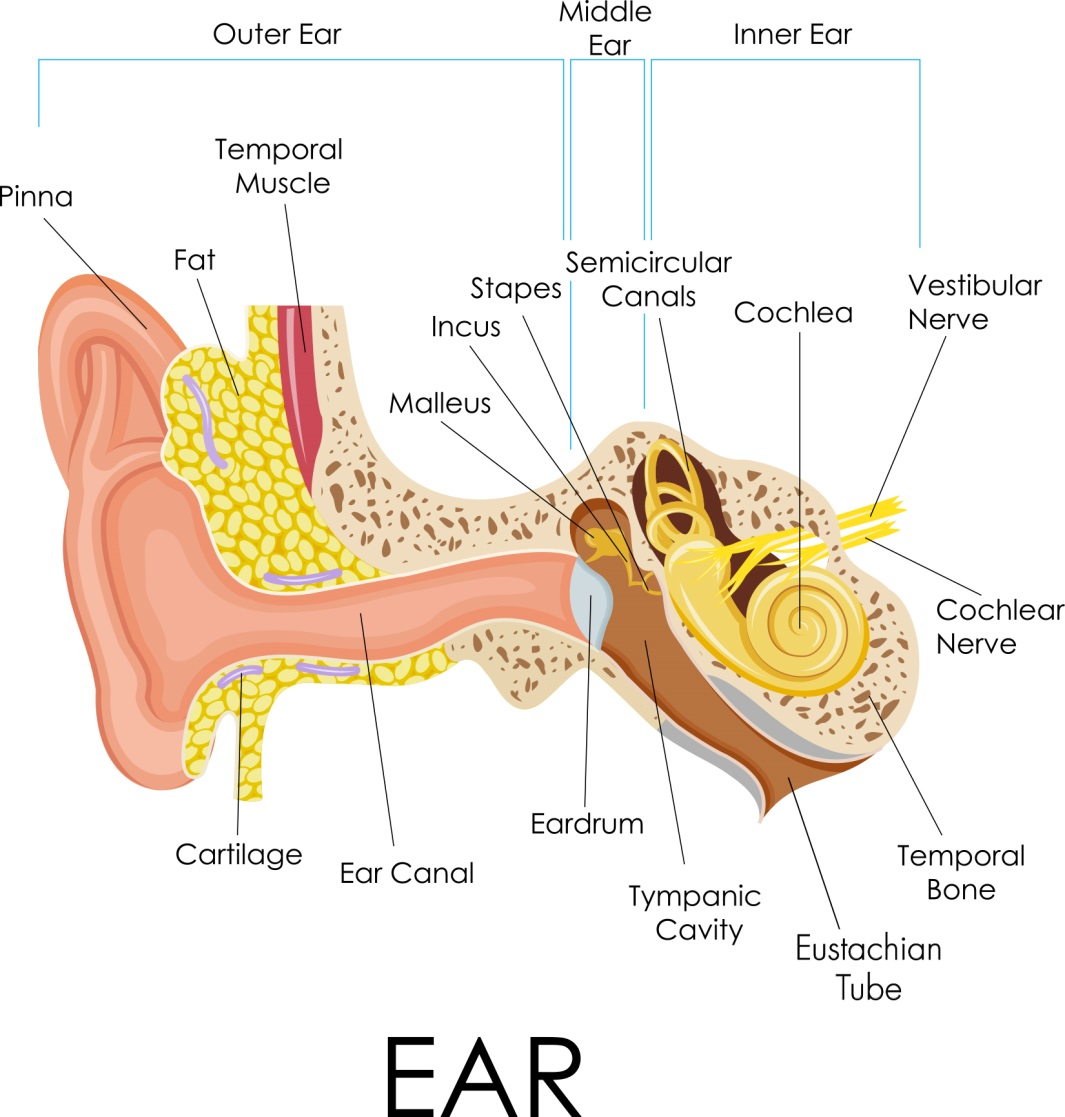 Outer Ear
Middle
Ear
Inner Ear
Temporal
Muscle
Pinna
Fat
Semicircular
Canals
Stapes
Incus
Malleus
Cochlea
Vestibular
Nerve
Cochlear
Nerve
Eardrum
Cartilage
Ear Canal
Tympanic
Cavity
Temporal
Bone
Eustachian
Tube
EAR